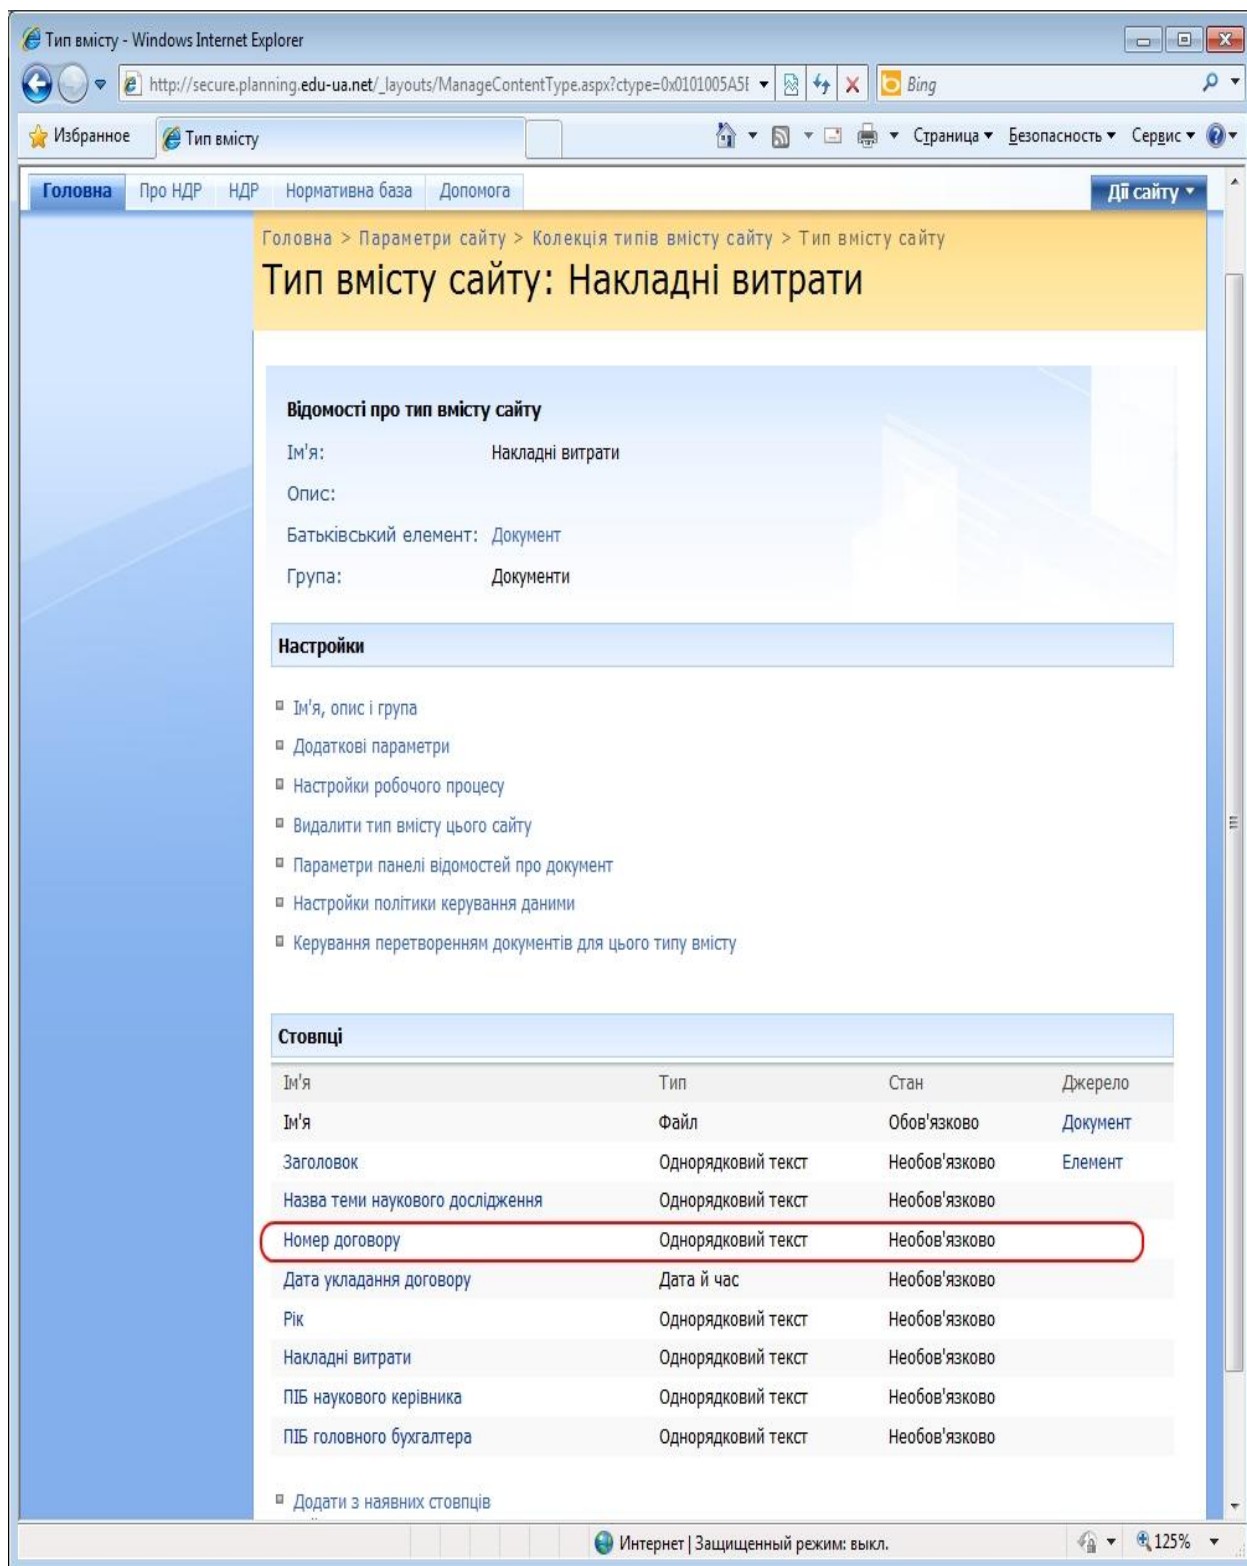 Тип вмісту - Windows Internet Explorer
http://secure.planning.edu-ua.net/_layouts/ManageContentType.aspx?ctype=0x0101005A5E Bing
Избранное Тип вмісту Страница Безопасность Сервис
Головна Про НДР НДР Нормативна база Допомога Дії сайту
Головна > Параметри сайту > Колекція типів вмісту сайту > Тип вмісту сайту
Тип вмісту сайту: Накладні витрати
Відомості про тип вмісту сайту
Ім'я: Накладні витрати
Опис:
Батьківський елемент: Документ
Група: Документи
Настройки
Ім'я, опис і група
Додаткові параметри
Настройки робочого процесу
Видалити тип вмісту цього сайту
Параметри панелі відомостей про документ
Настройки політики керування даними
Керування перетворенням документів для цього типу вмісту
Стовпці
Ім'я Тип Стан Джерело
Ім'я Файл Обов'язково Документ
Заголовок Однорядковий текст Необов'язково Елемент
Назва теми наукового дослідження Однорядковий текст Необов'язково
Номер договору Однорядковий текст Необов'язково
Дата укладання договору Дата й час Необов'язково
Рік Однорядковий текст Необов'язково
Накладні витрати Однорядковий текст Необов'язково
ПІБ наукового керівника Однорядковий текст Необов'язково
ПІБ головного бухгалтера Однорядковий текст Необов'язково
Додати з наявних стовпців
Интернет | Защищенный режим: выкл. 125%